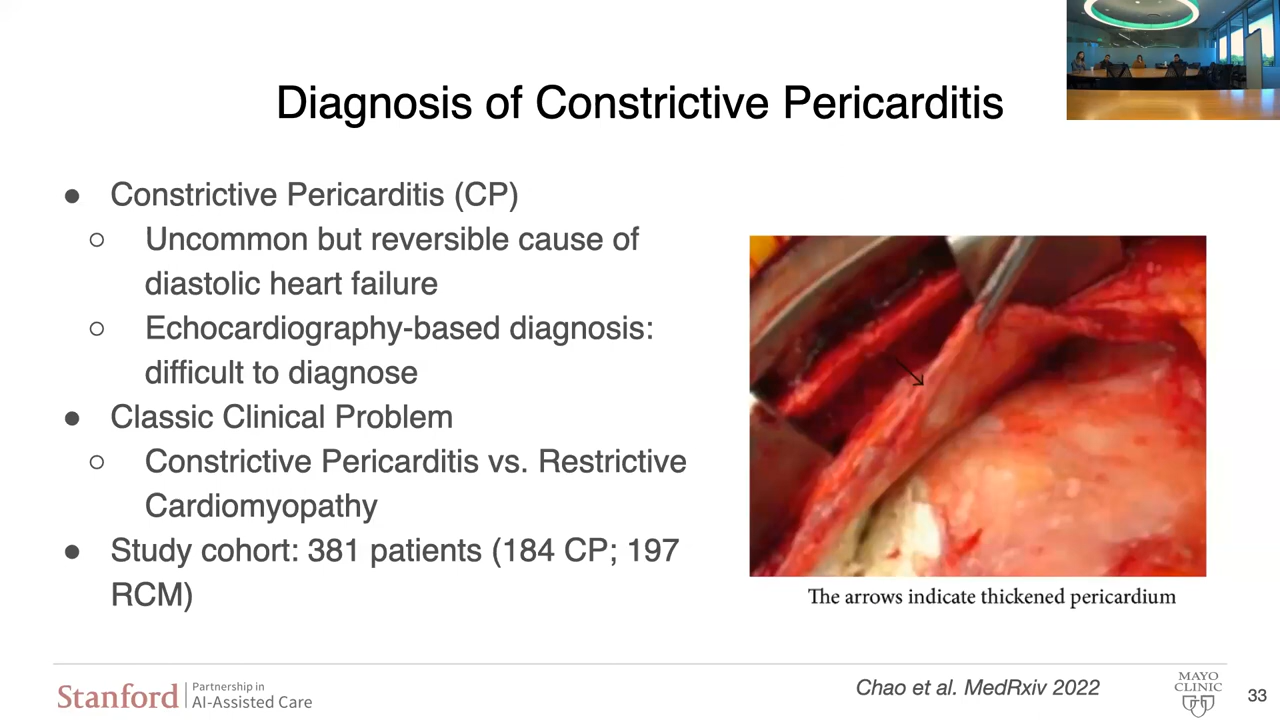 Diagnosis of Constrictive Pericarditis
● Constrictive Pericarditis (CP)
○ Uncommon but reversible cause of
diastolic heart failure
○ Echocardiography-based diagnosis:
difficult to diagnose
● Classic Clinical Problem
○ Constrictive Pericarditis vs. Restrictive
Cardiomyopathy
● Study cohort: 381 patients (184 CP; 197
RCM)
The arrows indicate thickened pericardium
Stanford
Partnership in
AI-Assisted Care
Chao et al. MedRxiv 2022
MAYO
CLINIC
33